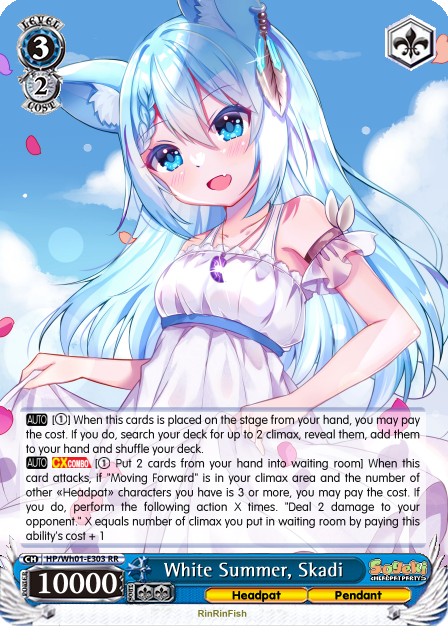 LEVEL
3
2
COST
AUTO [①] When this cards is placed on the stage from your hand, you may pay
the cost. If you do, search your deck for up to 2 climax, reveal them, add them
to your hand and shuffle your deck.
AUTO CXCOMBO [① Put 2 cards from your hand into waiting room] When this
card attacks, if "Moving Forward" is in your climax area and the number of
other «Headpat» characters you have is 3 or more, you may pay the cost. If
you do, perform the following action X times. "Deal 2 damage to your
opponent." X equals number of climax you put in waiting room by paying this
ability's cost + 1
CH HP/Wh01-E303 RR
POWER 10000 SOUL White Summer, Skadi Sayeki
HEADPAT PARTY
Headpat Pendant
RinRinFish